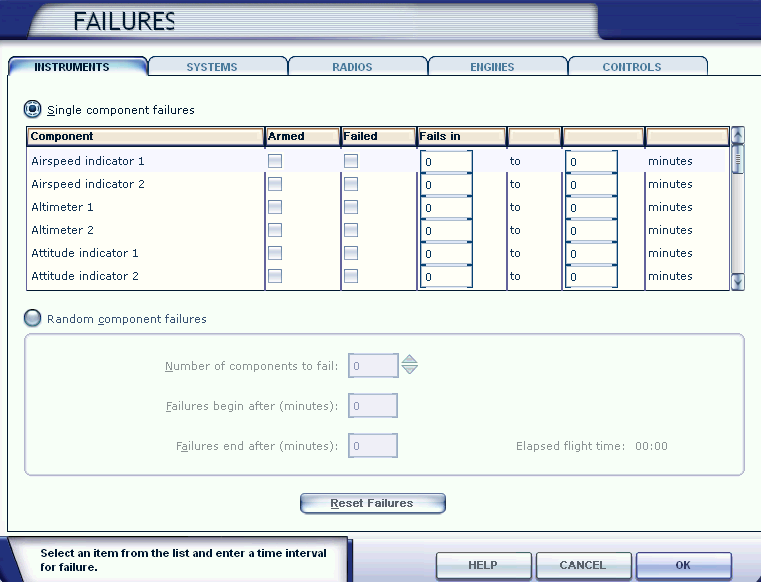 FAILURES
INSTRUMENTS SYSTEMS RADIOS ENGINES CONTROLS
Single component failures
Component Armed Failed Fails in
Airspeed indicator 1 0 to 0 minutes
Airspeed indicator 2 0 to 0 minutes
Altimeter 1 0 to 0 minutes
Altimeter 2 0 to 0 minutes
Attitude indicator 1 0 to 0 minutes
Attitude indicator 2 0 to 0 minutes
Random component failures
Number of components to fail: 0
Failures begin after (minutes): 0
Failures end after (minutes): 0 Elapsed flight time: 00:00
Reset Failures
Select an item from the list and enter a time interval
for failure.
HELP CANCEL OK